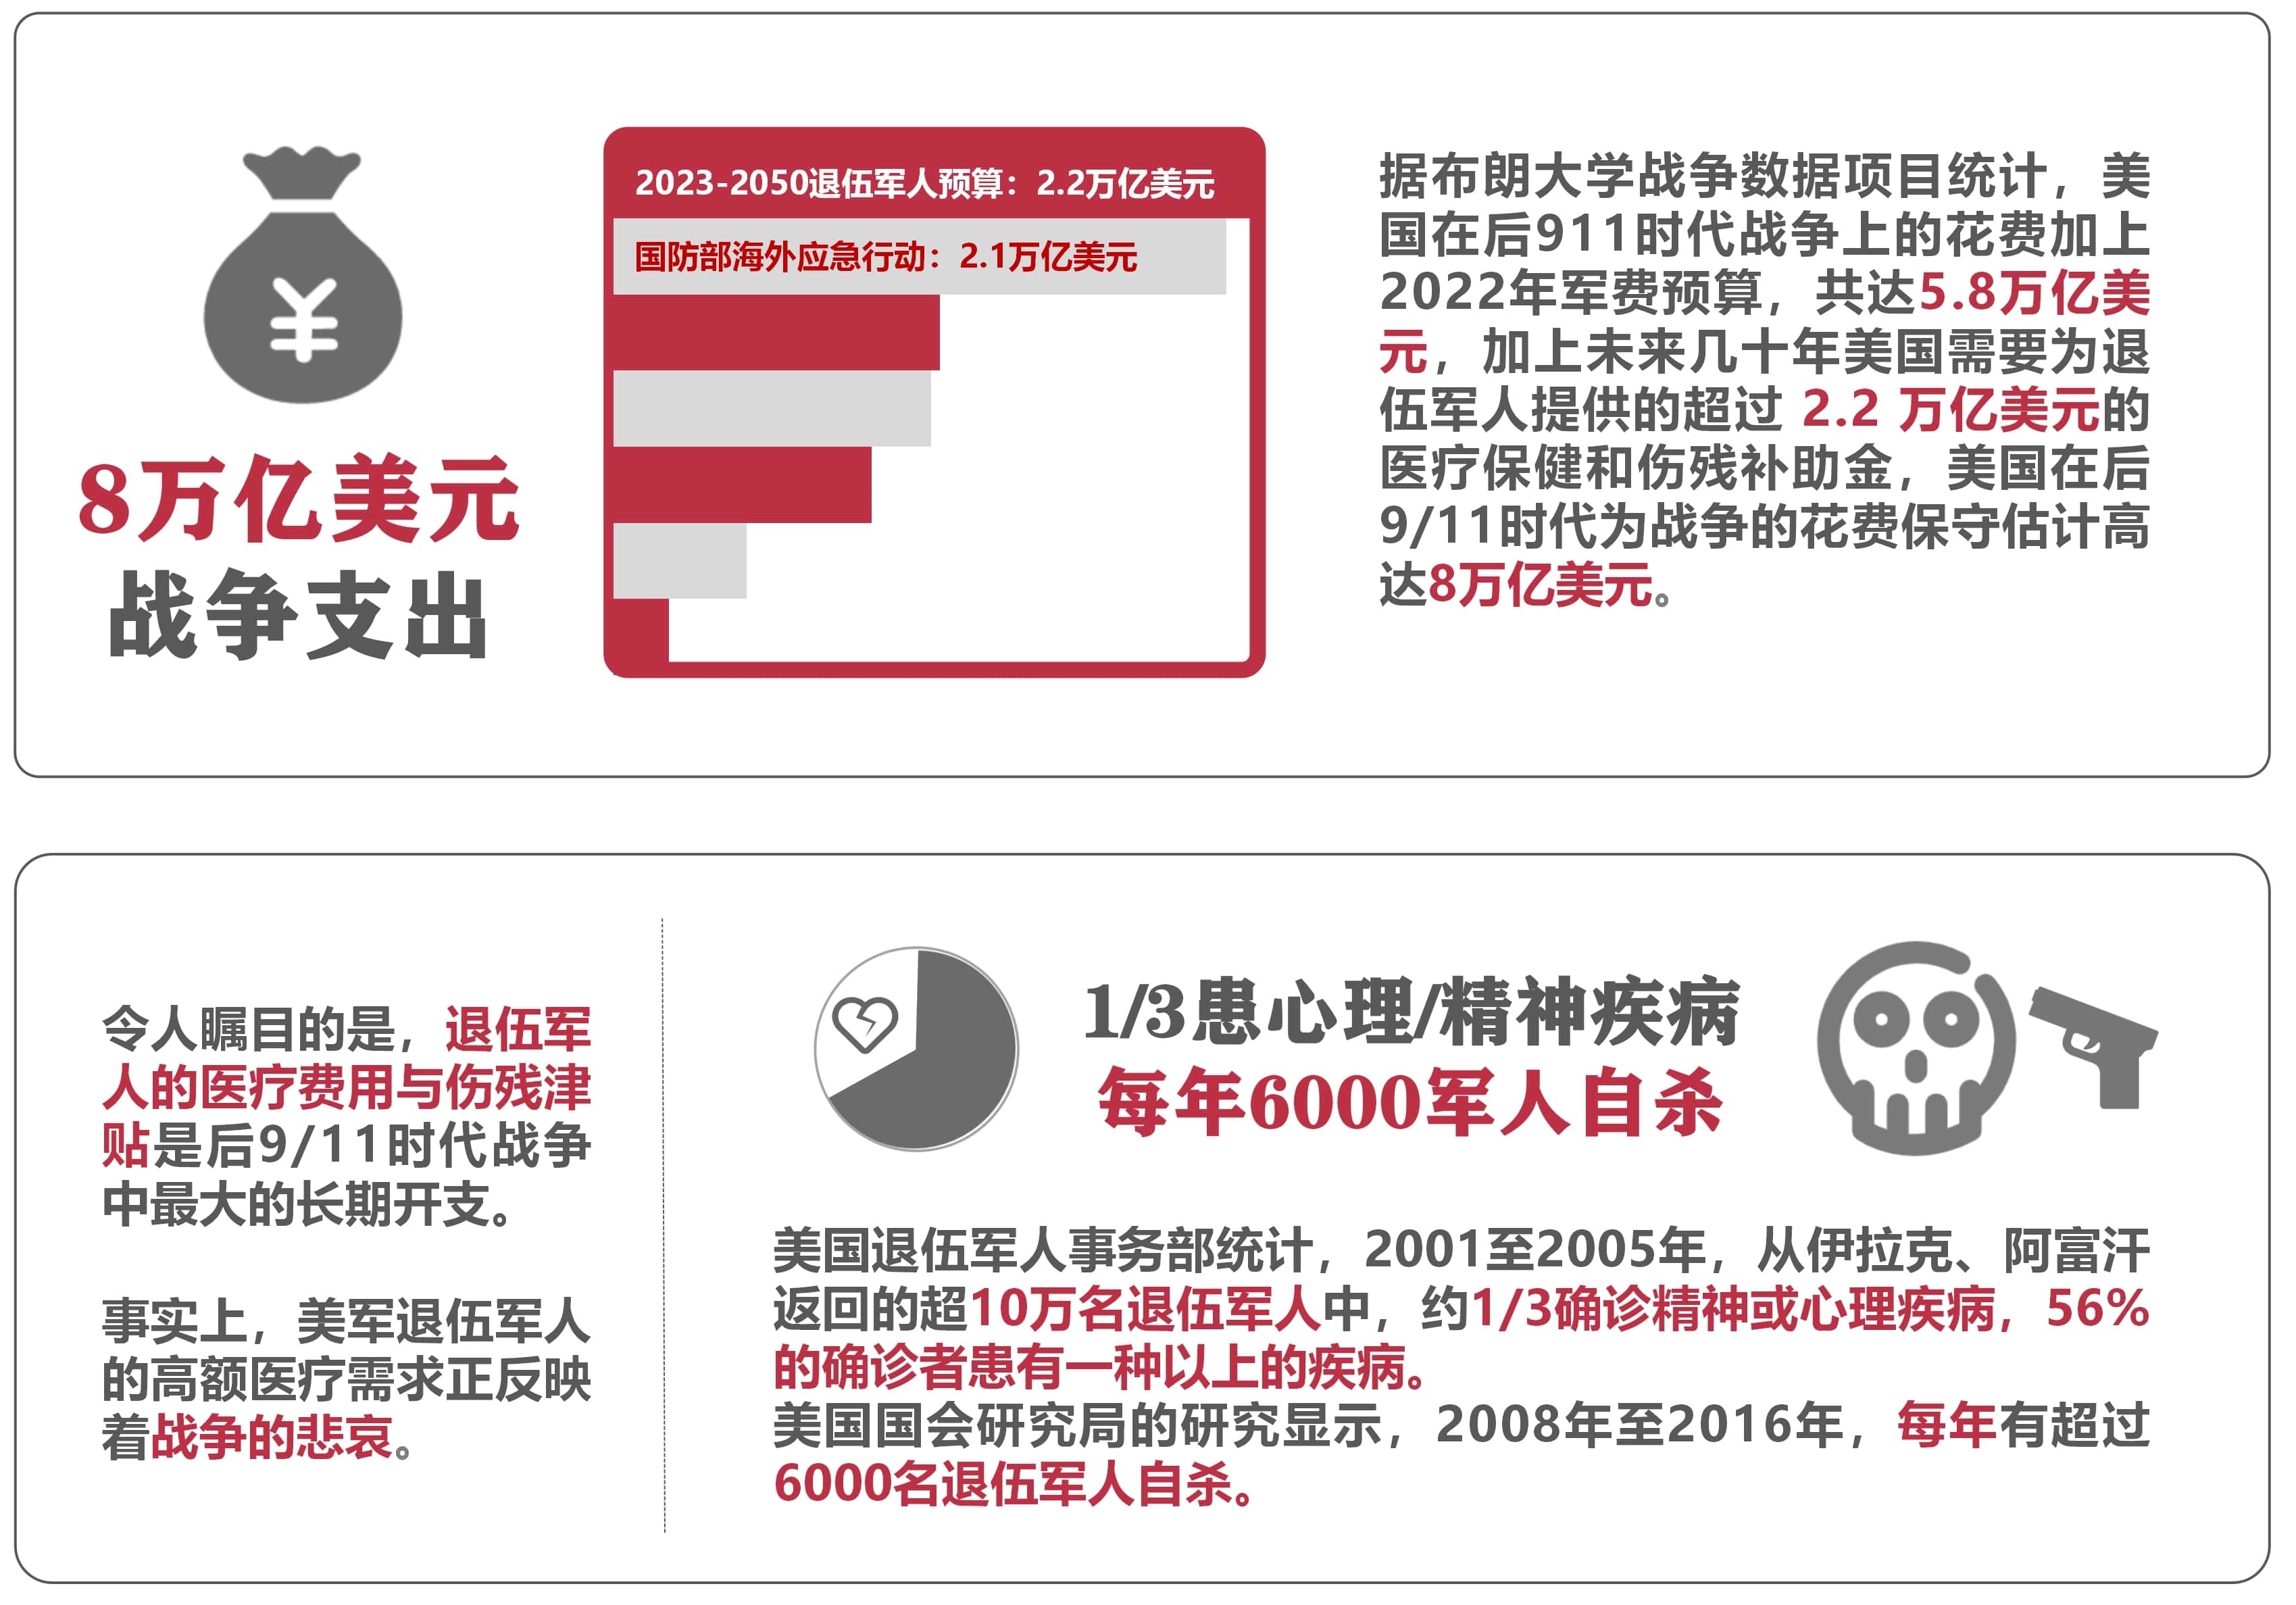 8万亿美元
战争支出
2023-2050退伍军人预算：2.2万亿美元
国防部海外应急行动：2.1万亿美元
据布朗大学战争数据项目统计，美
国在后911时代战争上的花费加上
2022年军费预算，共达5.8万亿美
元，加上未来几十年美国需要为退
伍军人提供的超过 2.2 万亿美元的
医疗保健和伤残补助金，美国在后
9/11时代为战争的花费保守估计高
达8万亿美元。
令人瞩目的是，退伍军
人的医疗费用与伤残津
贴是后9/11时代战争
中最大的长期开支。
事实上，美军退伍军人
的高额医疗需求正反映
着战争的悲哀。
1/3患心理/精神疾病
每年6000军人自杀
美国退伍军人事务部统计，2001至2005年，从伊拉克、阿富汗
返回的超10万名退伍军人中，约1/3确诊精神或心理疾病，56%
的确诊者患有一种以上的疾病。
美国国会研究局的研究显示，2008年至2016年，每年有超过
6000名退伍军人自杀。